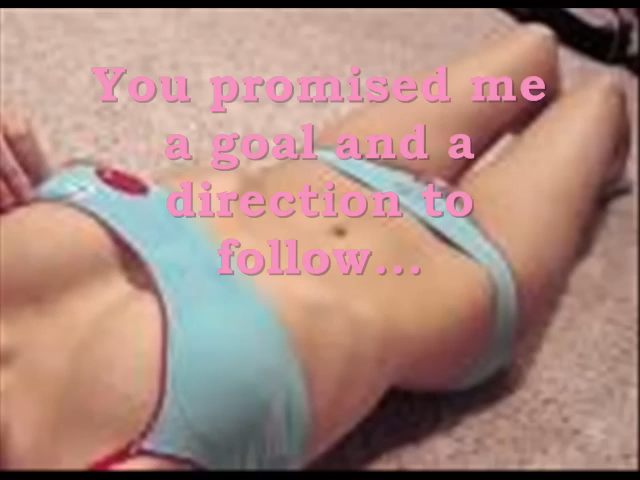 You promised me
a goal and a
direction to
follow...